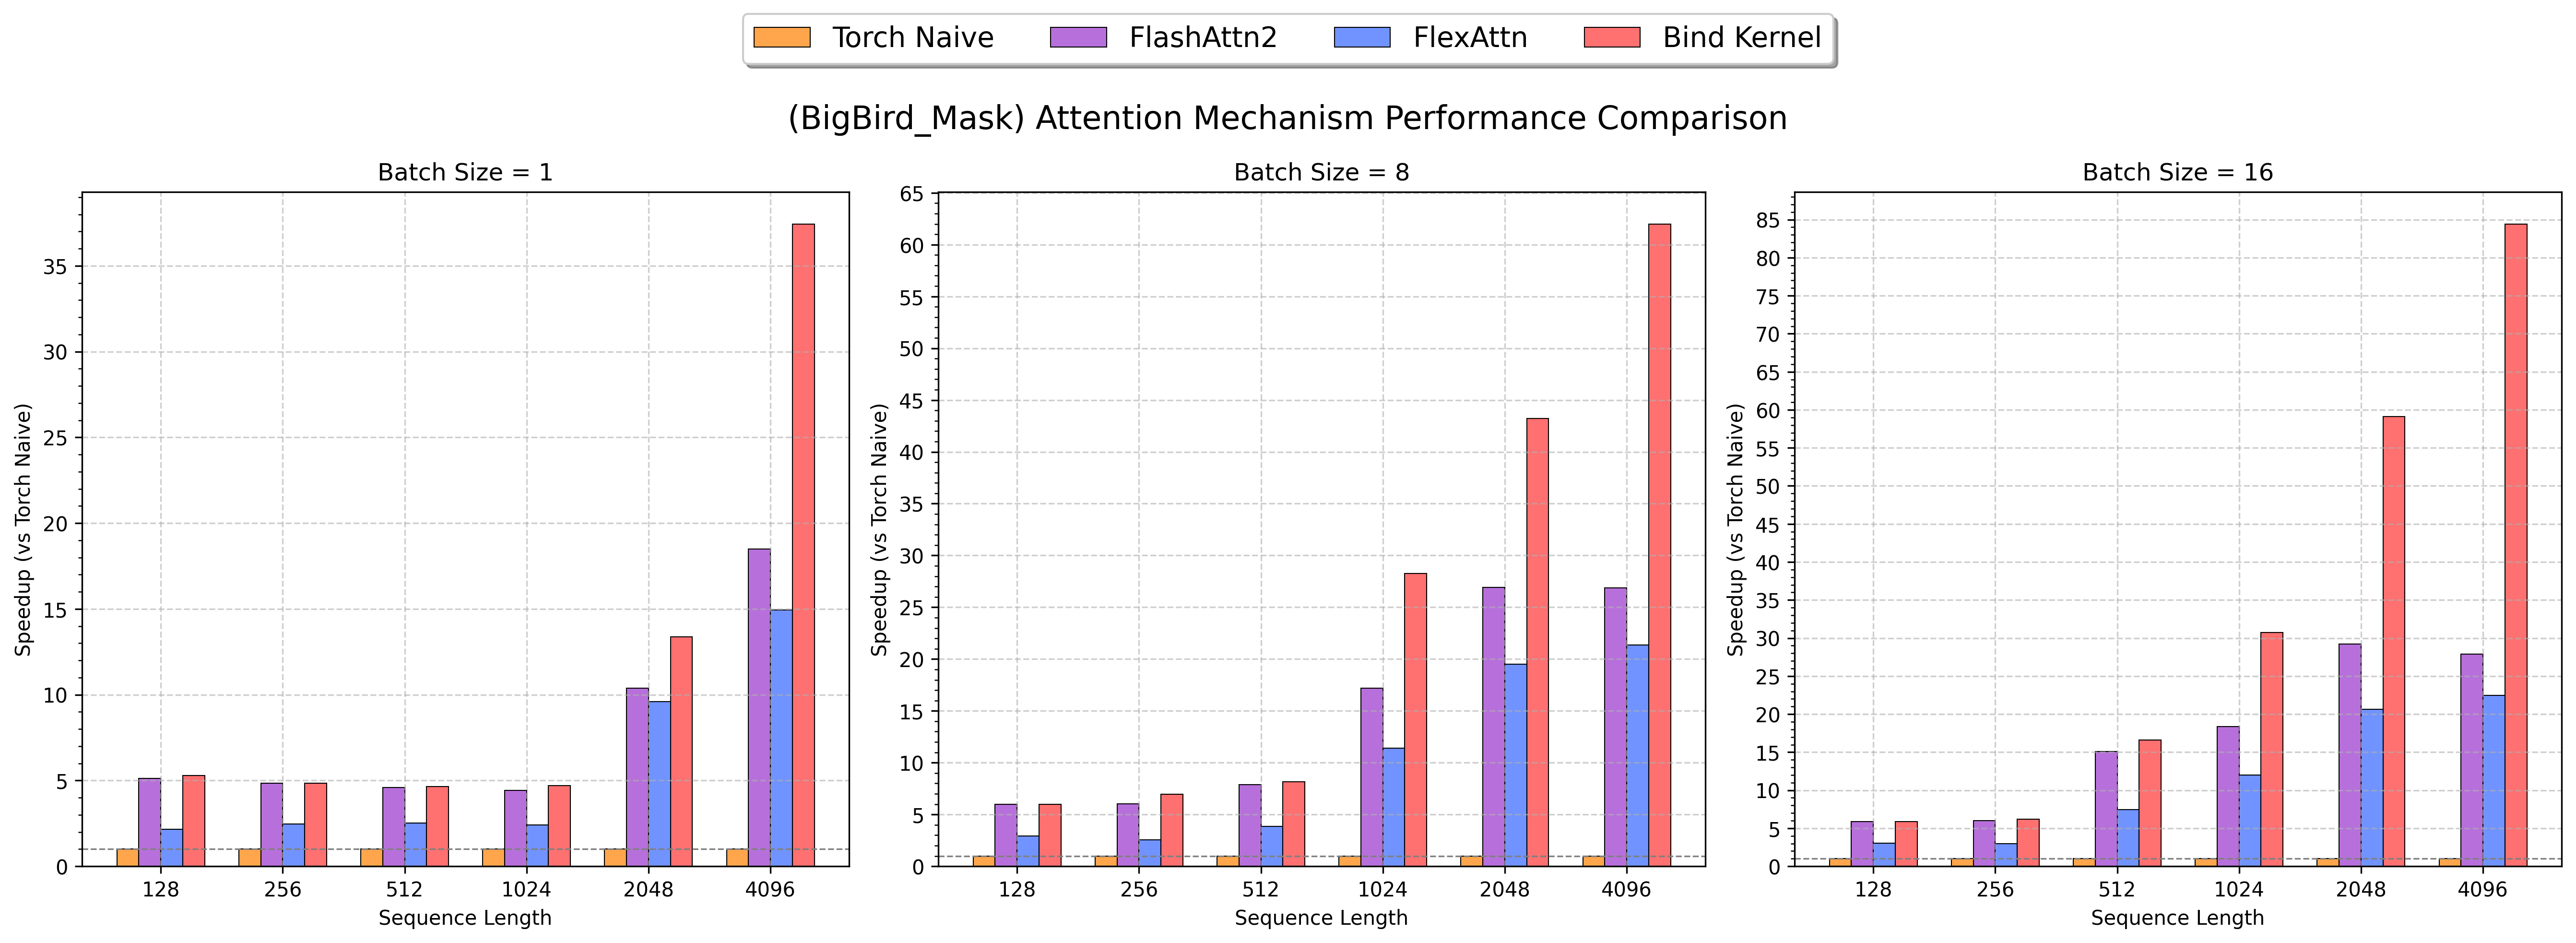 Torch Naive FlashAttn2 FlexAttn Bind Kernel
(BigBird_Mask) Attention Mechanism Performance Comparison
Batch Size = 1
Speedup (vs Torch Naive)
35
30
25
20
15
10
5
0
128 256 512 1024 2048 4096
Sequence Length
Batch Size = 8
Speedup (vs Torch Naive)
65
60
55
50
45
40
35
30
25
20
15
10
5
0
128 256 512 1024 2048 4096
Sequence Length
Batch Size = 16
Speedup (vs Torch Naive)
85
80
75
70
65
60
55
50
45
40
35
30
25
20
15
10
5
0
128 256 512 1024 2048 4096
Sequence Length